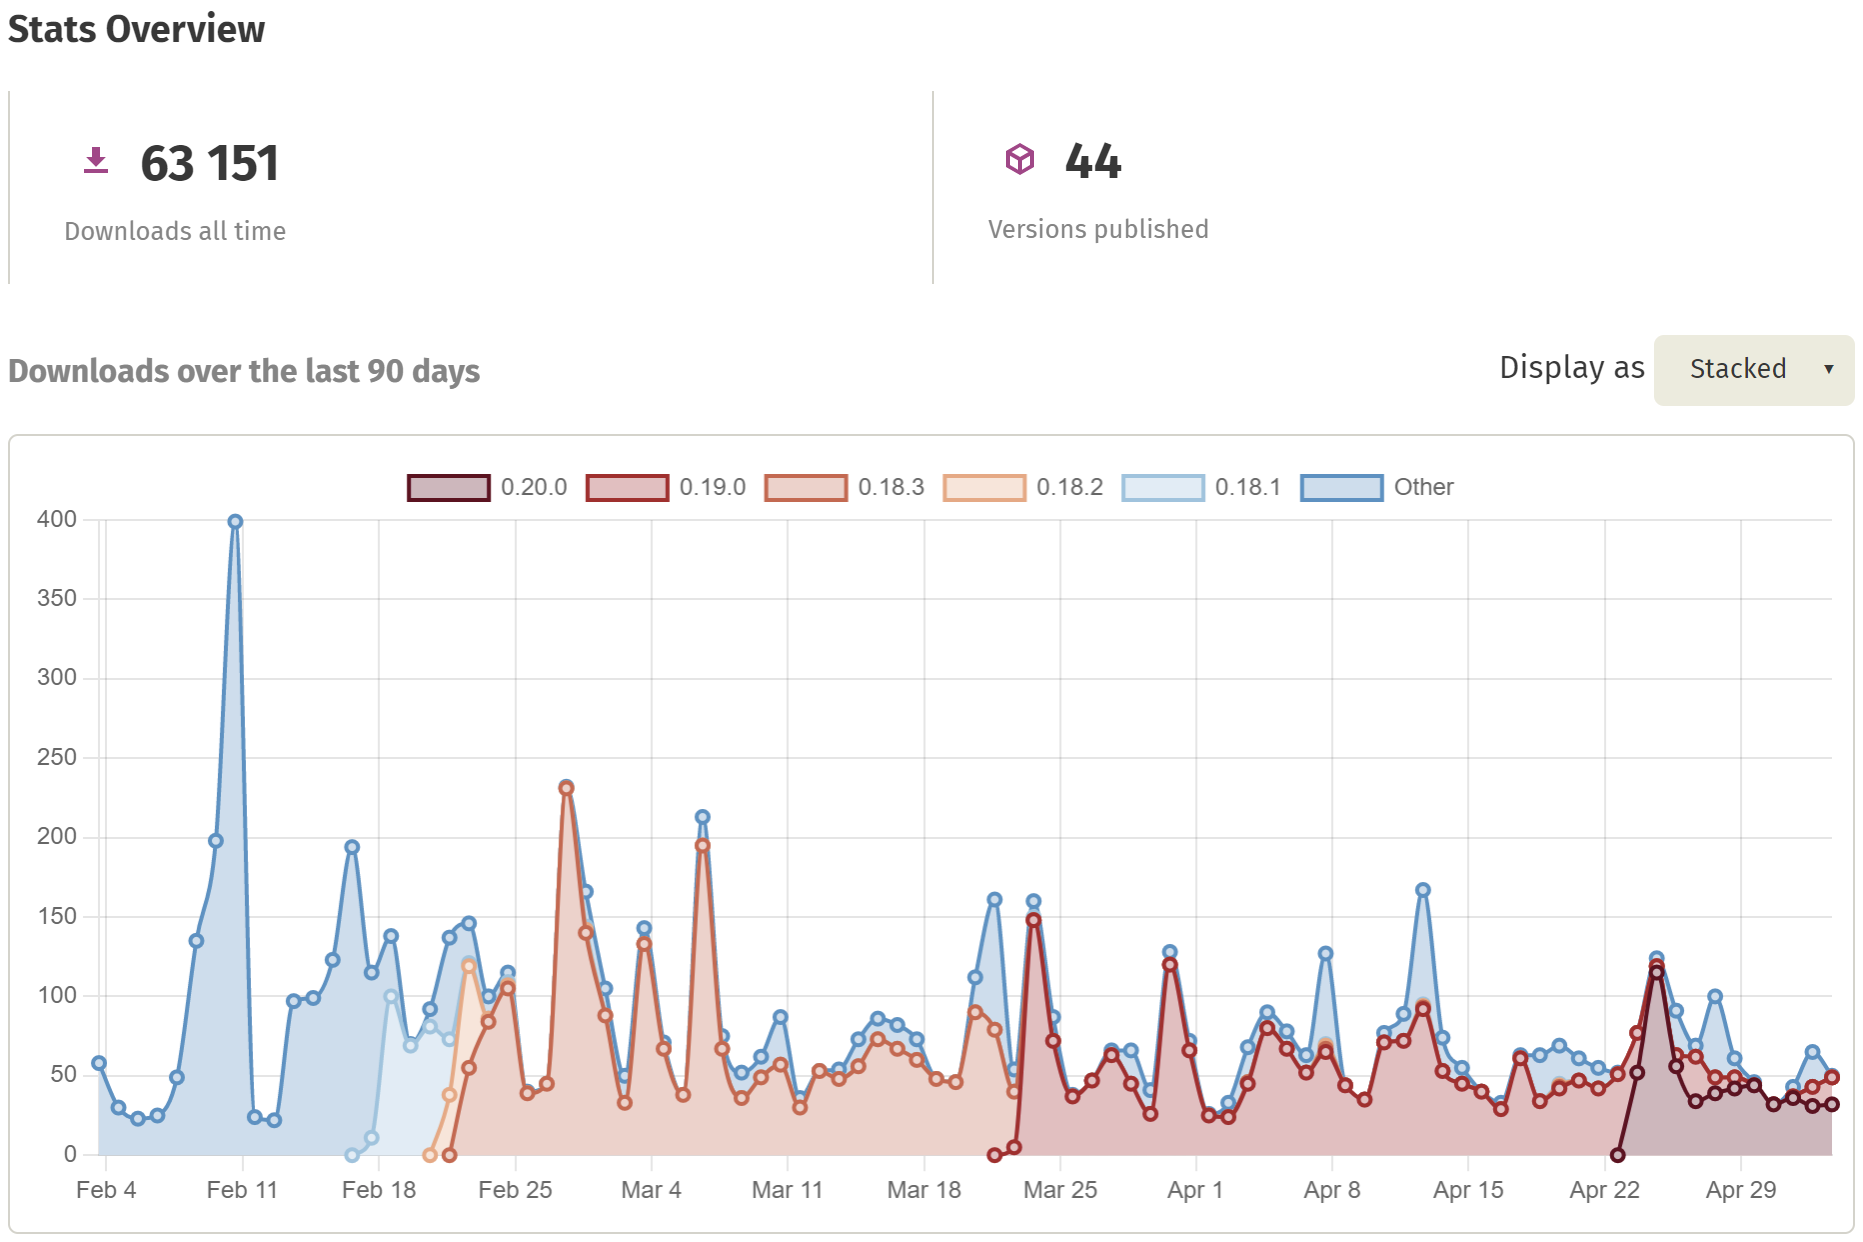 Stats Overview
63 151
Downloads all time
44
Versions published
Downloads over the last 90 days
Display as Stacked ▾
0.20.0 0.19.0 0.18.3 0.18.2 0.18.1 Other
400
350
300
250
200
150
100
50
0
Feb 4 Feb 11 Feb 18 Feb 25 Mar 4 Mar 11 Mar 18 Mar 25 Apr 1 Apr 8 Apr 15 Apr 22 Apr 29